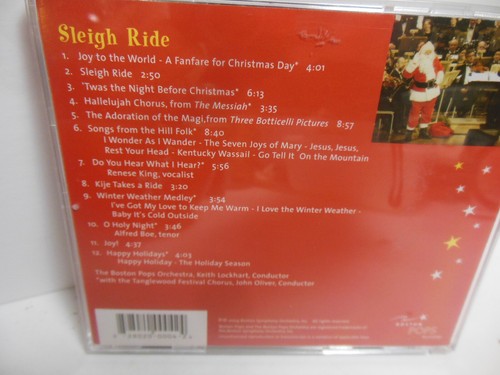 Sleigh Ride
1. Joy to the World - A Fanfare for Christmas Day* 4:01
2. Sleigh Ride 2:50
3. 'Twas the Night Before Christmas* 6:13
4. Hallelujah Chorus, from The Messiah* 3:35
5. The Adoration of the Magi, from Three Botticelli Pictures 8:57
6. Songs from the Hill Folk* 8:40
I Wonder As I Wander - The Seven Joys of Mary - Jesus, Jesus,
Rest Your Head - Kentucky Wassail - Go Tell It On the Mountain
7. Do You Hear What I Hear?* 5:56
Renese King, vocalist
8. Kije Takes a Ride 3:20
9. Winter Weather Medley* 3:54
I've Got My Love to Keep Me Warm - I Love the Winter Weather -
Baby It's Cold Outside
10. O Holy Night* 3:46
Alfred Boe, tenor
11. Joy! 4:37
12. Happy Holidays* 4:03
Happy Holiday - The Holiday Season
The Boston Pops Orchestra, Keith Lockhart, Conductor
*with the Tanglewood Festival Chorus, John Oliver, Conductor
BOSTON
POPS